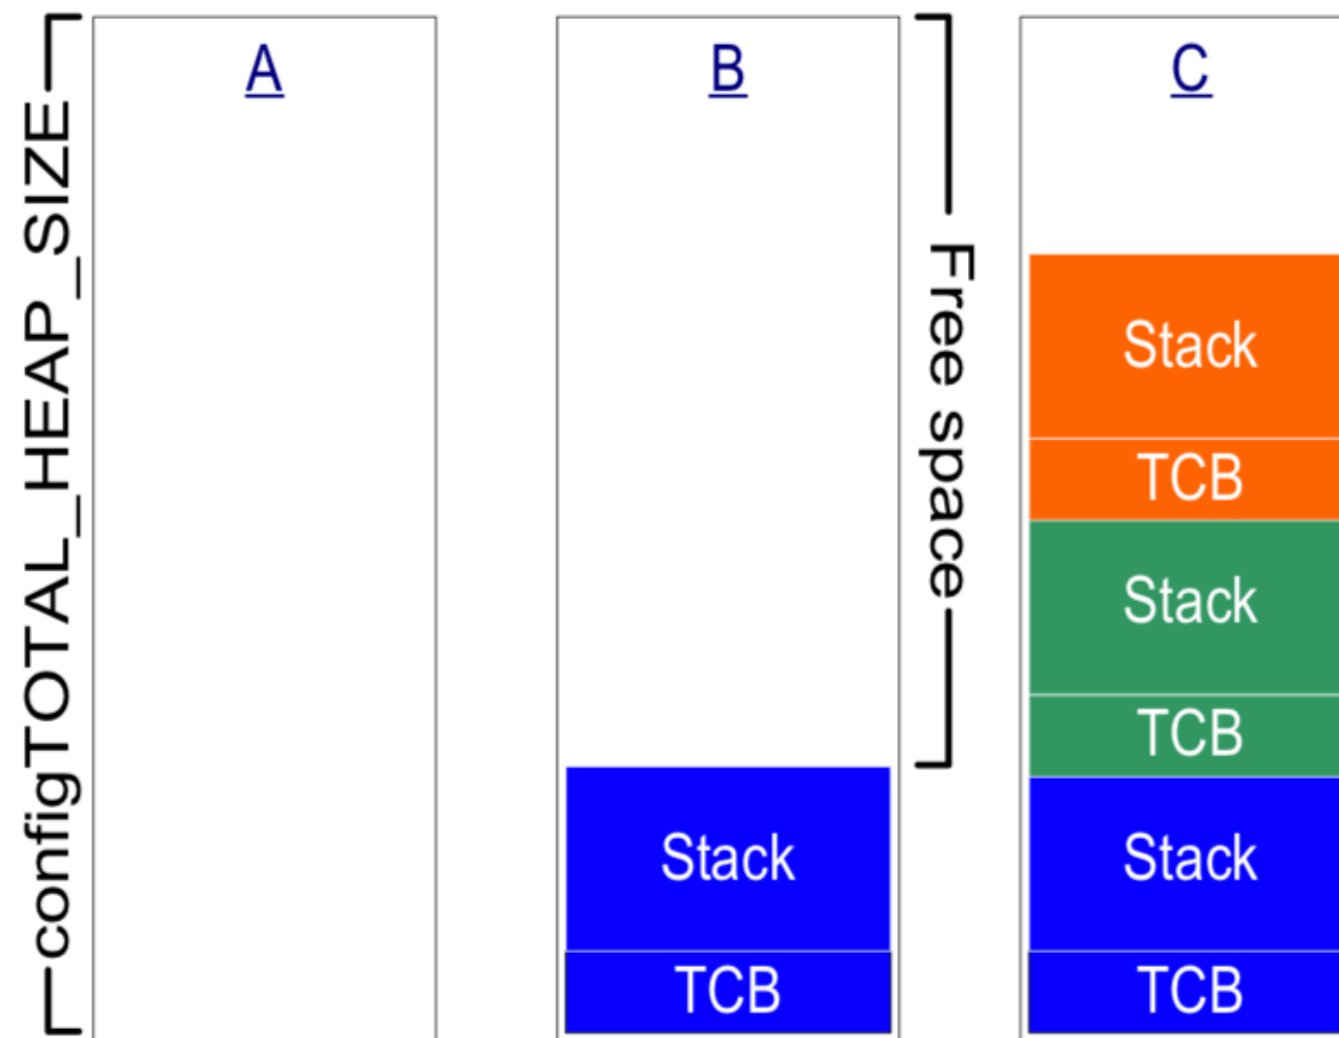 configTOTAL_HEAP_SIZE
A
B
Free space
Stack
TCB
C
Stack
TCB
Stack
TCB
Stack
TCB